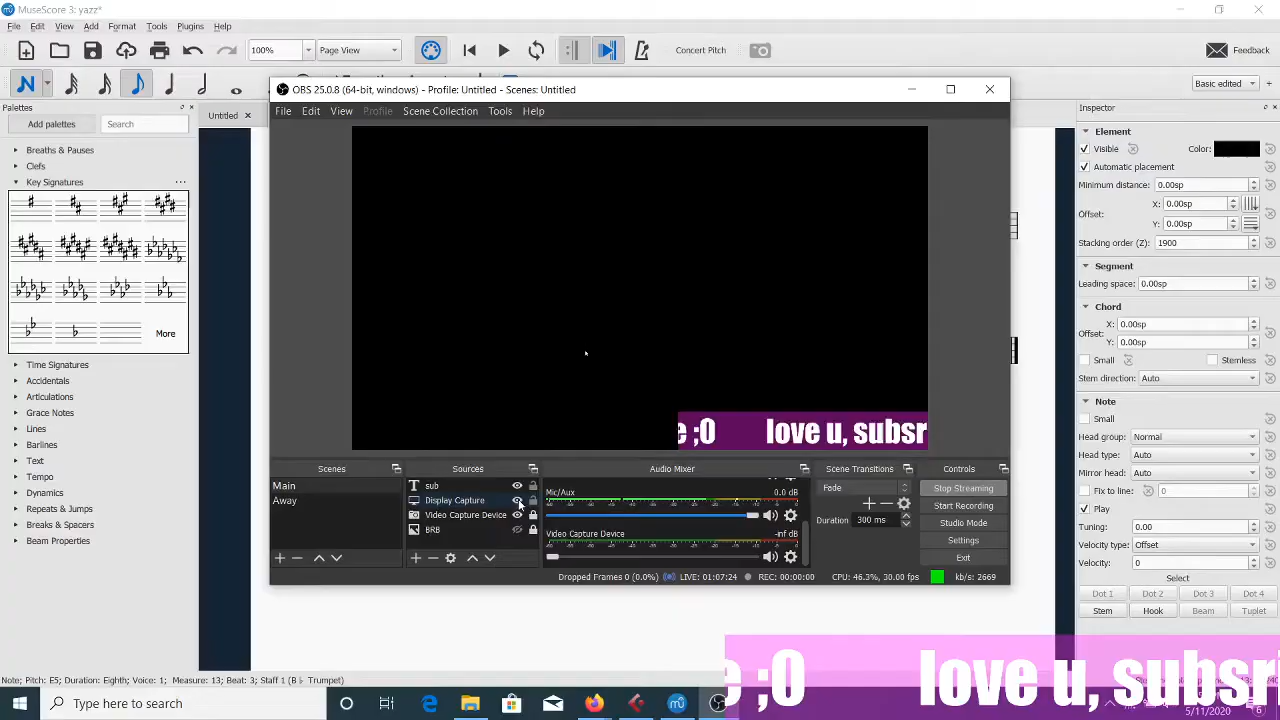 MuseScore 3: yazz*
File Edit View Add Format Tools Plugins Help
100% Page View Concert Pitch Feedback
N Basic edited
Palettes
Add palettes Search
Breaths & Pauses
Clefs
Key Signatures
More
Time Signatures
Accidentals
Articulations
Grace Notes
Lines
Barlines
Text
Tempo
Dynamics
Repeats & Jumps
Breaks & Spacers
Beam Properties
Untitled
OBS 25.0.8 (64-bit, windows) - Profile: Untitled - Scenes: Untitled
File Edit View Profile Scene Collection Tools Help
e ;0 love u, subsr
Scenes
Main
Away
Sources
sub
Display Capture
Video Capture Device
BRB
Audio Mixer
Mic/Aux 0.0 dB
Video Capture Device -inf dB
Scene Transitions
Fade
Duration 300 ms
Controls
Stop Streaming
Start Recording
Studio Mode
Settings
Exit
Dropped Frames 0 (0.0%) LIVE: 01:07:24 REC: 00:00:00 CPU: 46.3%, 30.00 fps kb/s: 2669
Inspector
Element
Visible Color:
Automatic placement
Minimum distance: 0.00sp
Offset: X: 0.00sp
Y: 0.00sp
Stacking order (Z): 1900
Segment
Leading space: 0.00sp
Chord
Offset: X: 0.00sp
Y: 0.00sp
Small Stemless
Stem direction: Auto
Note
Small
Head group: Normal
Head type: Auto
Mirror head: Auto
Fix to line: 0
Play
Tuning: 0.00
Velocity type: Offset
Velocity: 0
Select
Dot 1 Dot 2 Dot 3 Dot 4
Stem Hook Beam Tuplet
Note; Pitch: E5; Duration: Eighth; Voice: 1; Measure: 13; Beat: 3; Staff 1 (B♭ Trumpet)
e ;0 love u, subsri
Type here to search
5/11/2020
6